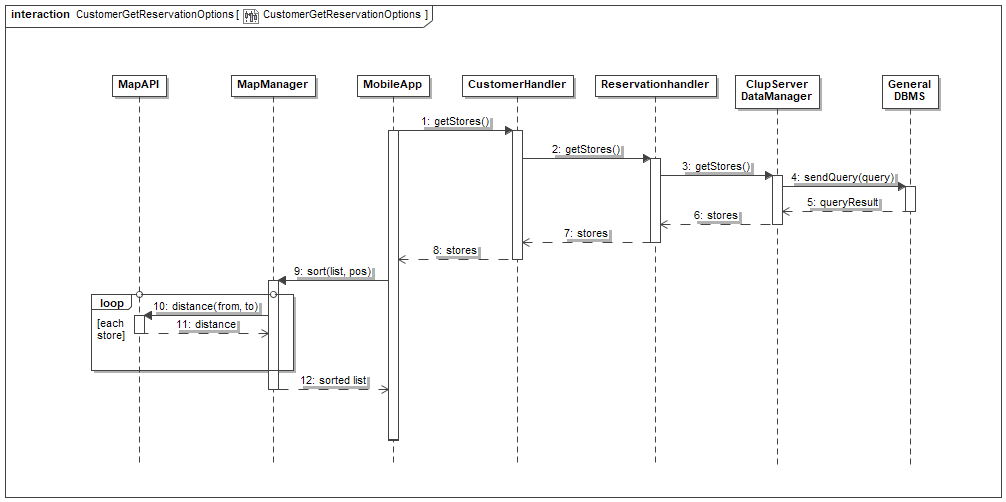 interaction CustomerGetReservationOptions [ CustomerGetReservationOptions ]
MapAPI
MapManager
MobileApp
CustomerHandler
Reservationhandler
ClupServer
DataManager
General
DBMS
1: getStores()
2: getStores()
3: getStores()
4: sendQuery(query)
5: queryResult
6: stores
7: stores
8: stores
9: sort(list, pos)
loop
[each
store]
10: distance(from, to)
11: distance
12: sorted list